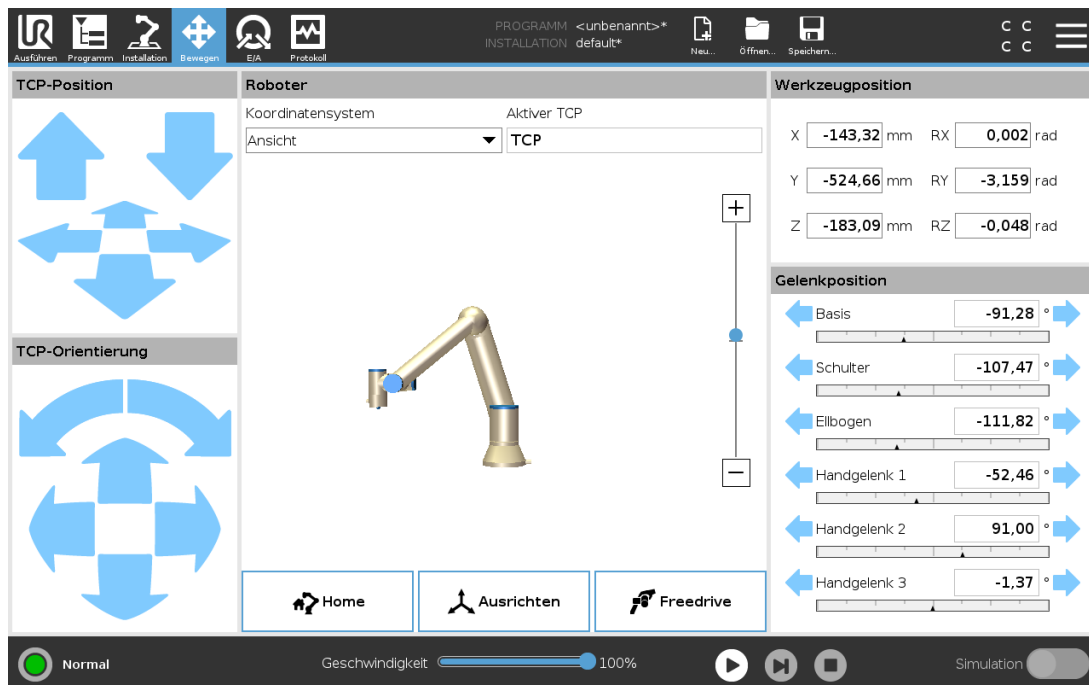 PROGRAMM <unbenannt>*
INSTALLATION default*
Ausführen Programm Installation Bewegen E/A Protokoll
Neu... Öffnen... Speichern...
C C
C C
TCP-Position
Roboter
Werkzeugposition
Koordinatensystem
Aktiver TCP
Ansicht
TCP
X -143,32 mm RX 0,002 rad
Y -524,66 mm RY -3,159 rad
Z -183,09 mm RZ -0,048 rad
Gelenkposition
Basis -91,28 °
TCP-Orientierung
Schulter -107,47 °
Ellbogen -111,82 °
Handgelenk 1 -52,46 °
Handgelenk 2 91,00 °
Handgelenk 3 -1,37 °
Home
Ausrichten
Freedrive
Normal
Geschwindigkeit 100%
Simulation